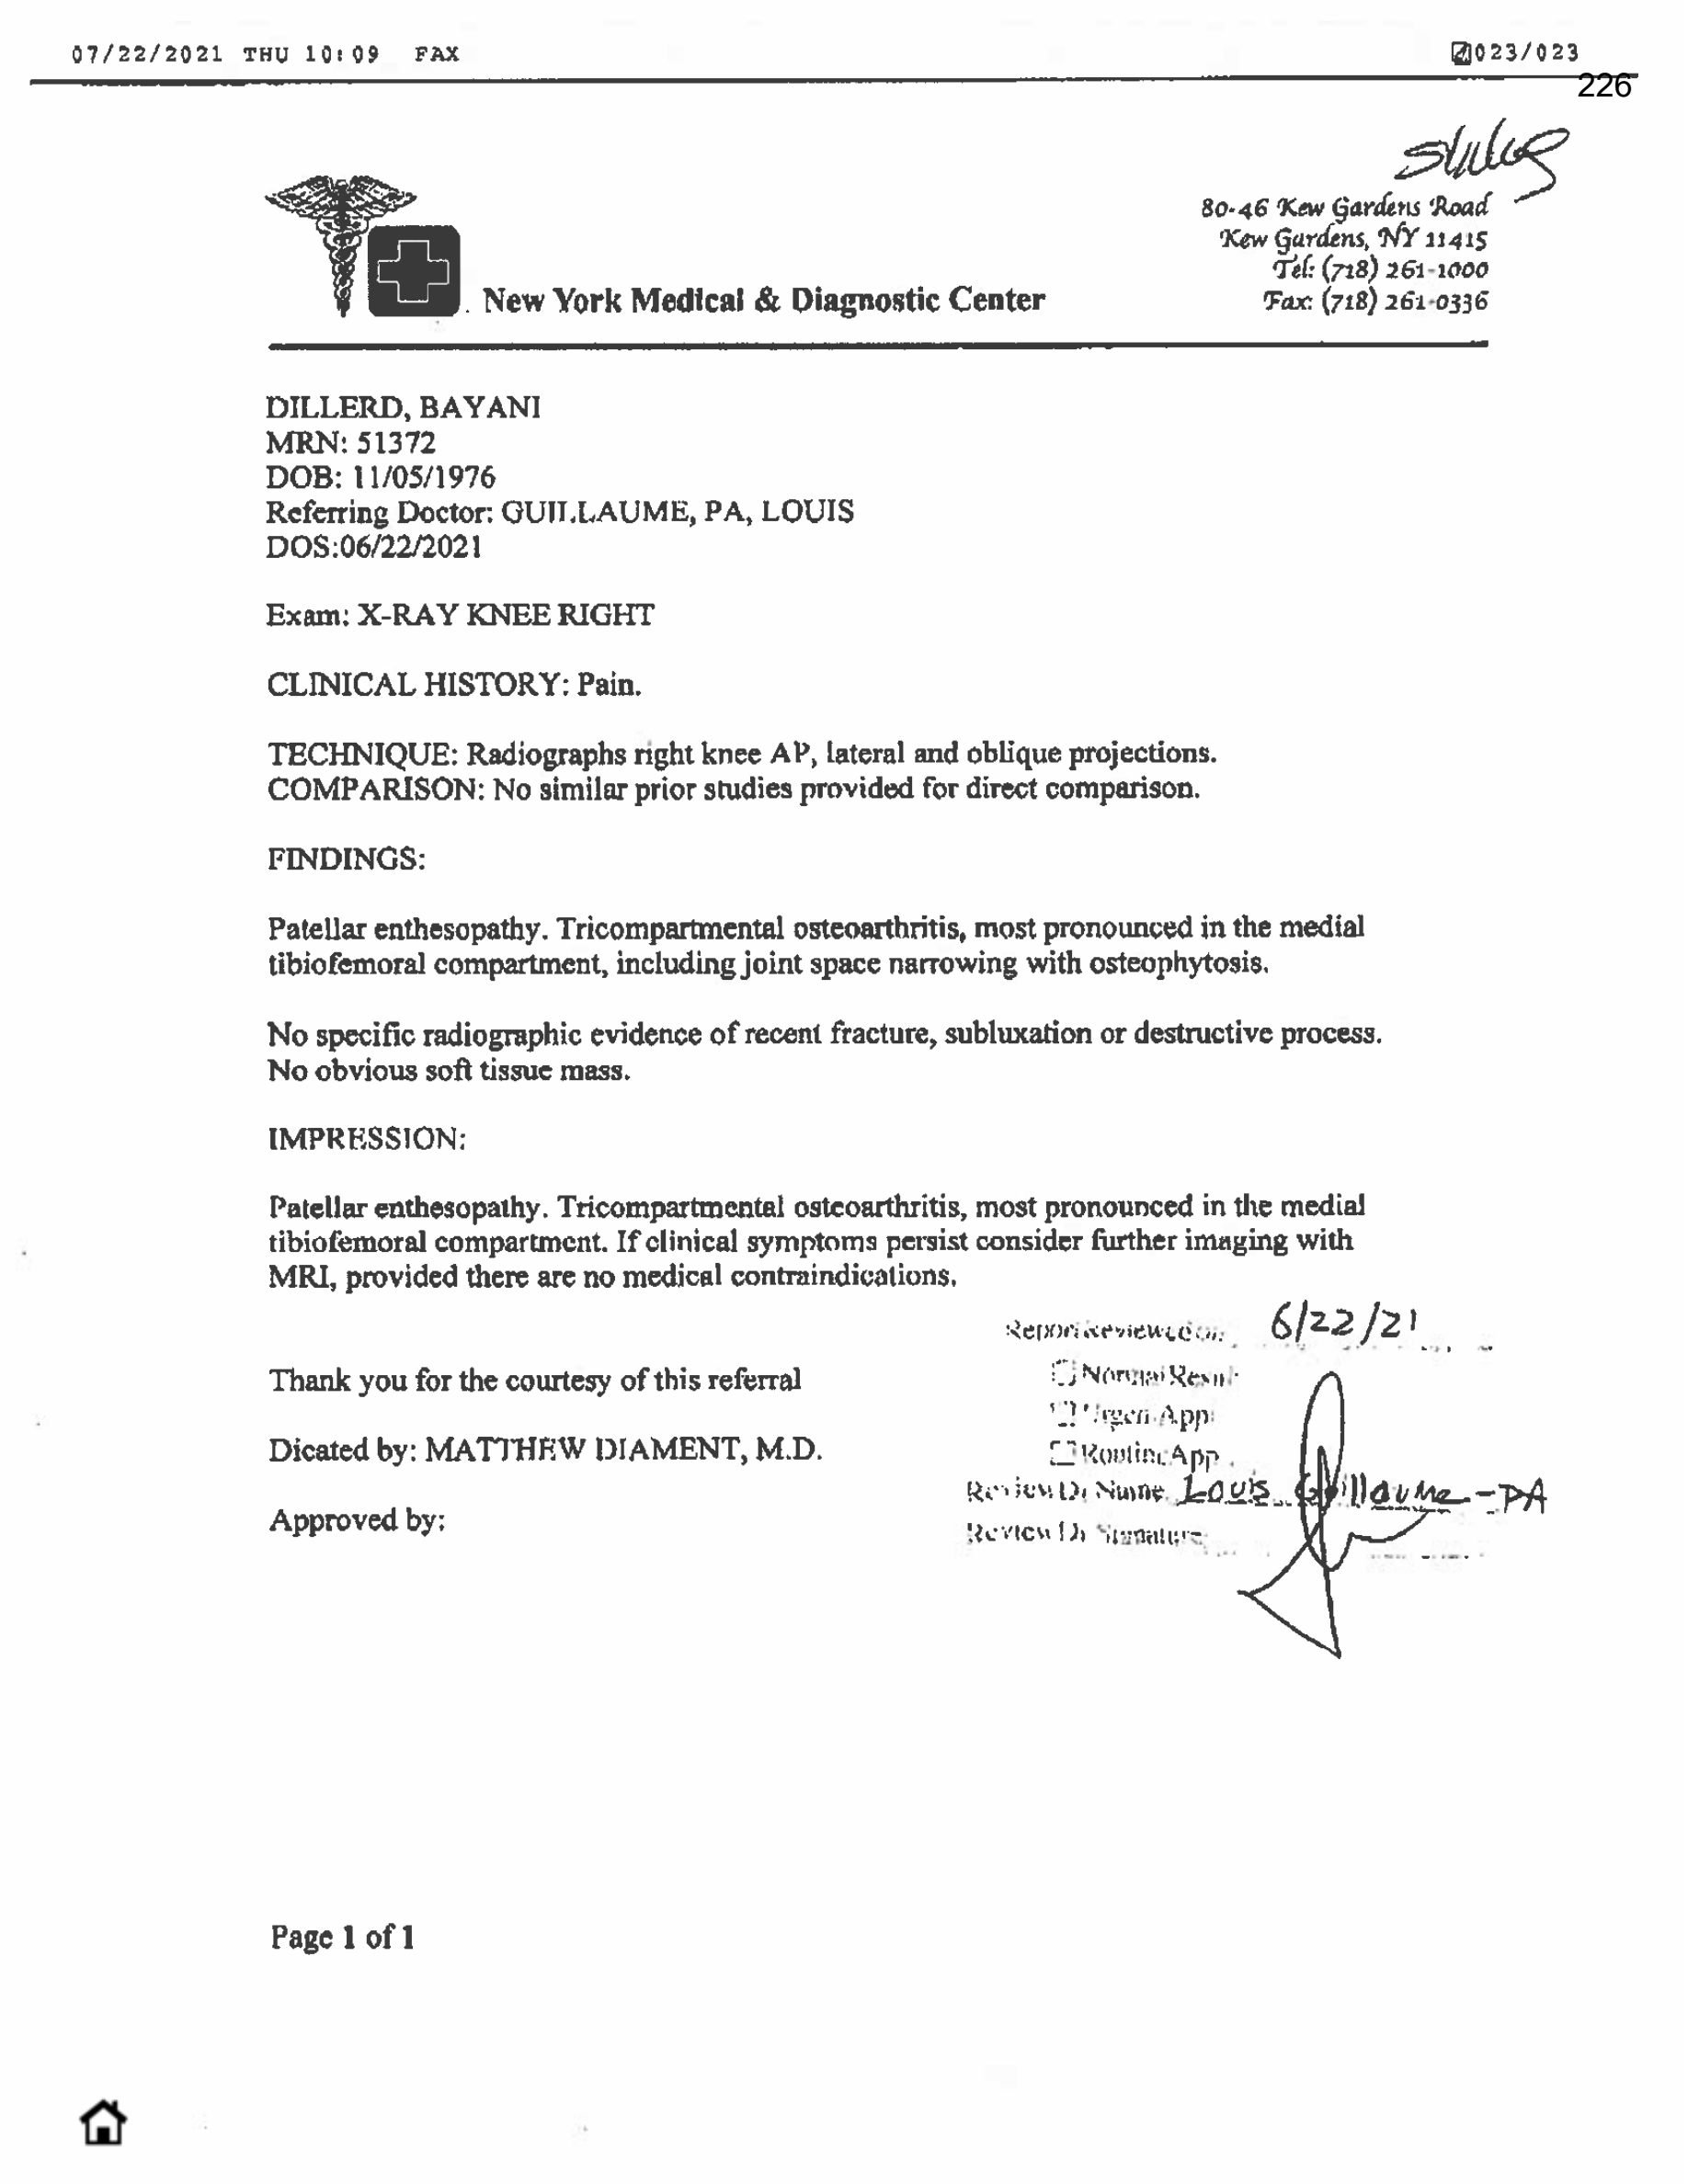 07/22/2021 THU 10:09 FAX
023/023
226
80-46 Kew Gardens Road
Kew Gardens, NY 11415
Tel: (718) 261-1000
Fax: (718) 261-0336
New York Medical & Diagnostic Center
DILLERD, BAYANI
MRN: 51372
DOB: 11/05/1976
Referring Doctor: GUILLAUME, PA, LOUIS
DOS:06/22/2021
Exam: X-RAY KNEE RIGHT
CLINICAL HISTORY: Pain.
TECHNIQUE: Radiographs right knee AP, lateral and oblique projections.
COMPARISON: No similar prior studies provided for direct comparison.
FINDINGS:
Patellar enthesopathy. Tricompartmental osteoarthritis, most pronounced in the medial
tibiofemoral compartment, including joint space narrowing with osteophytosis.
No specific radiographic evidence of recent fracture, subluxation or destructive process.
No obvious soft tissue mass.
IMPRESSION:
Patellar enthesopathy. Tricompartmental osteoarthritis, most pronounced in the medial
tibiofemoral compartment. If clinical symptoms persist consider further imaging with
MRI, provided there are no medical contraindications.
Report Reviewed on: 6/22/21
Normal Result
Thank you for the courtesy of this referral
Urgent App
Dicated by: MATTHEW DIAMENT, M.D.
Routine App
Review Dr Name Louis Guillaume-PA
Approved by:
Review Dr Signature
Page 1 of 1